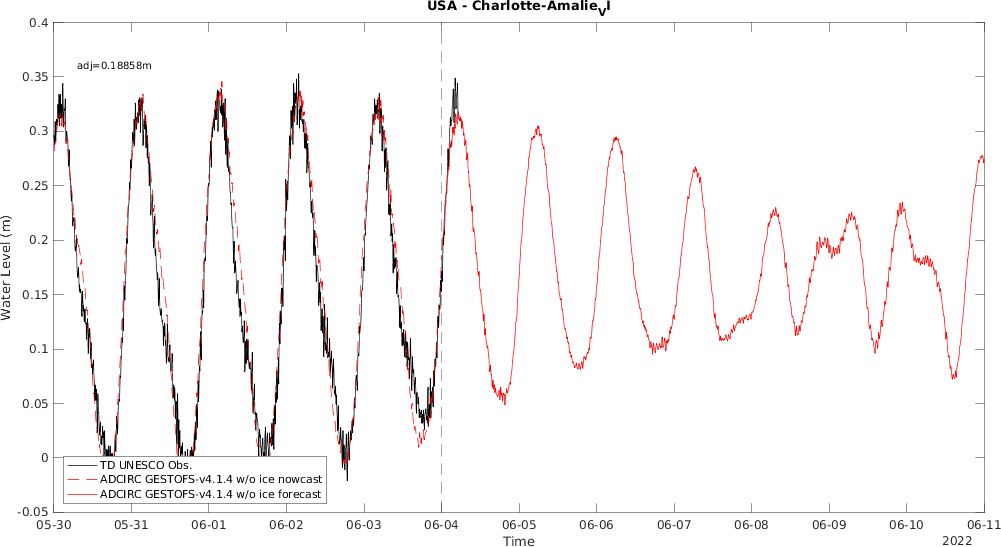 USA - Charlotte-Amalie_VI
0.4
0.35
0.3
0.25
0.2
0.15
0.1
0.05
0
-0.05
Water Level (m)
adj=0.18858m
TD UNESCO Obs.
ADCIRC GESTOFS-v4.1.4 w/o ice nowcast
ADCIRC GESTOFS-v4.1.4 w/o ice forecast
05-30 05-31 06-01 06-02 06-03 06-04 06-05 06-06 06-07 06-08 06-09 06-10 06-11
Time
2022